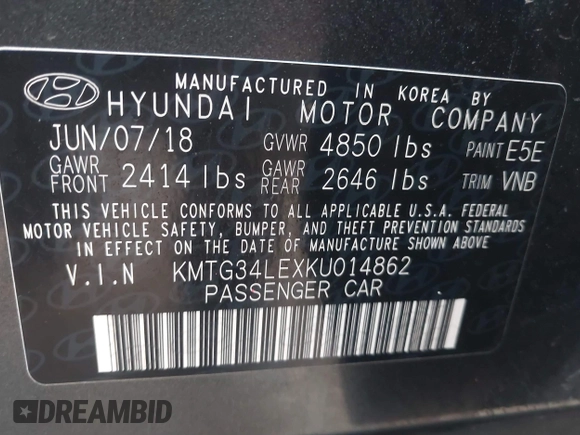 MANUFACTURED IN KOREA BY
HYUNDAI MOTOR COMPANY
JUN/07/18 GVWR 4850 lbs PAINT E5E
GAWR FRONT 2414 lbs GAWR REAR 2646 lbs TRIM VNB
THIS VEHICLE CONFORMS TO ALL APPLICABLE U.S.A. FEDERAL
MOTOR VEHICLE SAFETY, BUMPER, AND THEFT PREVENTION STANDARDS
IN EFFECT ON THE DATE OF MANUFACTURE SHOWN ABOVE
V.I.N KMTG34LEXKU014862
PASSENGER CAR
DREAMBID